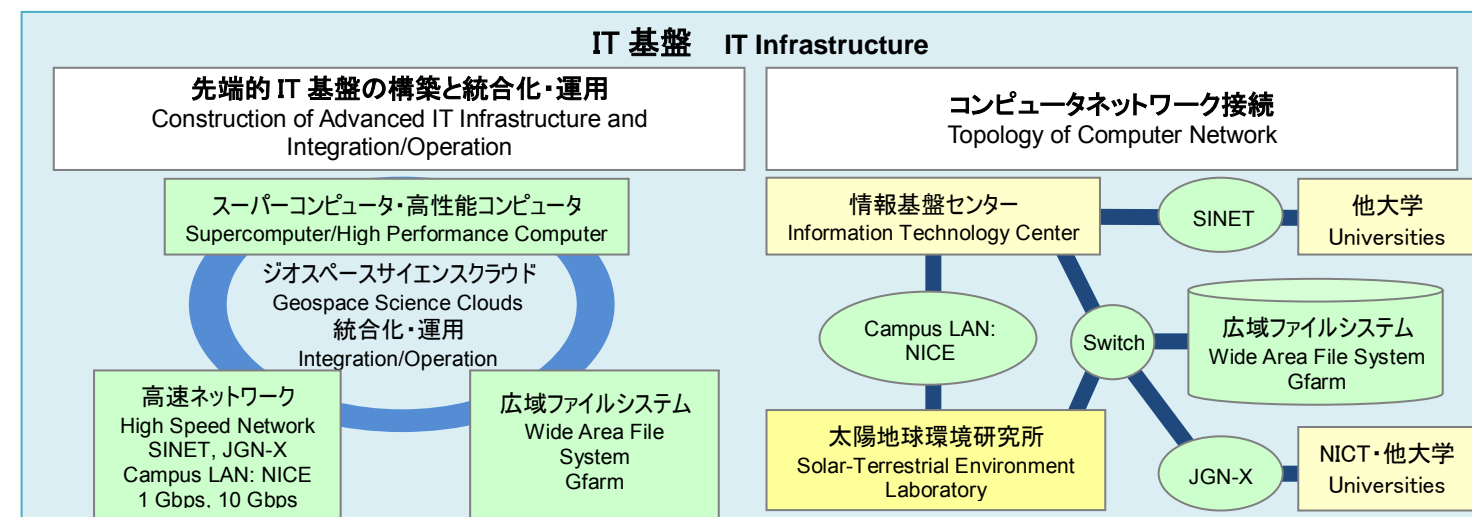 IT 基盤 IT Infrastructure
先端的 IT 基盤の構築と統合化・運用
Construction of Advanced IT Infrastructure and
Integration/Operation
スーパーコンピュータ・高性能コンピュータ
Supercomputer/High Performance Computer
ジオスペースサイエンスクラウド
Geospace Science Clouds
統合化・運用
Integration/Operation
高速ネットワーク
High Speed Network
SINET, JGN-X
Campus LAN: NICE
1 Gbps, 10 Gbps
広域ファイルシステム
Wide Area File
System
Gfarm
コンピュータネットワーク接続
Topology of Computer Network
情報基盤センター
Information Technology Center
SINET
他大学
Universities
Campus LAN:
NICE
Switch
広域ファイルシステム
Wide Area File System
Gfarm
太陽地球環境研究所
Solar-Terrestrial Environment
Laboratory
JGN-X
NICT・他大学
Universities